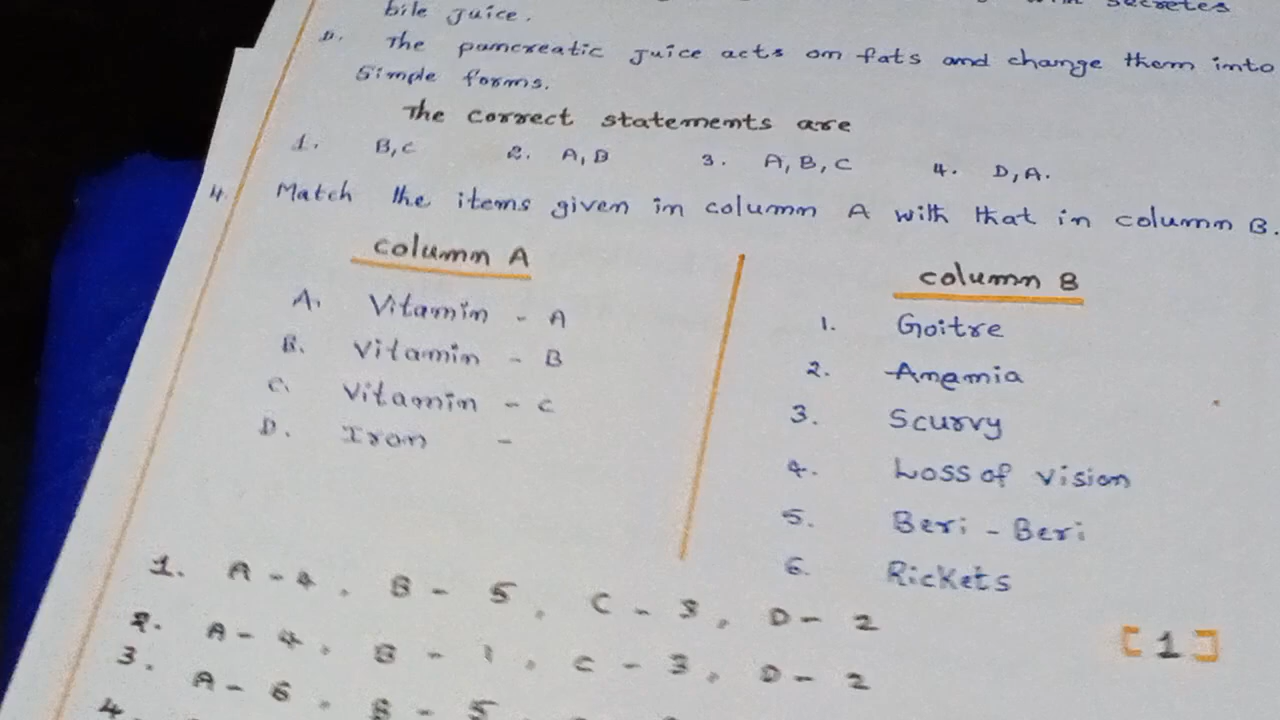 bile juice. secretes
D. The pancreatic juice acts on fats and change them into
simple forms.
The correct statements are
1. B,C 2. A,B 3. A,B,C 4. D,A.
4. Match the items given in column A with that in column B.
column A
A. Vitamin - A
B. Vitamin - B
C. Vitamin - C
D. Iron -
column B
1. Goitre
2. Anemia
3. Scurvy
4. Loss of vision
5. Beri - Beri
6. Rickets
1. A - 4, B - 5, C - 3, D - 2
2. A - 4, B - 1, C - 3, D - 2
[1]
3. A - 6, B - 5
4.